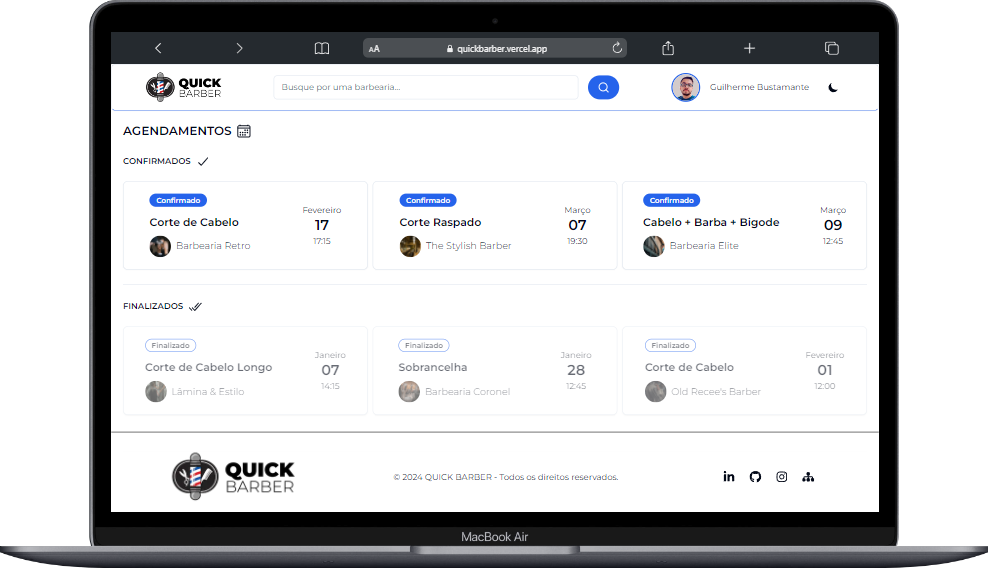 AA quickbarber.vercel.app
QUICK
BARBER
Busque por uma barbearia...
Guilherme Bustamante
AGENDAMENTOS
CONFIRMADOS
Confirmado
Corte de Cabelo
Barbearia Retro
Fevereiro
17
17:15
Confirmado
Corte Raspado
The Stylish Barber
Março
07
19:30
Confirmado
Cabelo + Barba + Bigode
Barbearia Elite
Março
09
12:45
FINALIZADOS
Finalizado
Corte de Cabelo Longo
Lâmina & Estilo
Janeiro
07
14:15
Finalizado
Sobrancelha
Barbearia Coronel
Janeiro
28
12:45
Finalizado
Corte de Cabelo
Old Recee's Barber
Fevereiro
01
12:00
QUICK
BARBER
© 2024 QUICK BARBER - Todos os direitos reservados.
in
MacBook Air